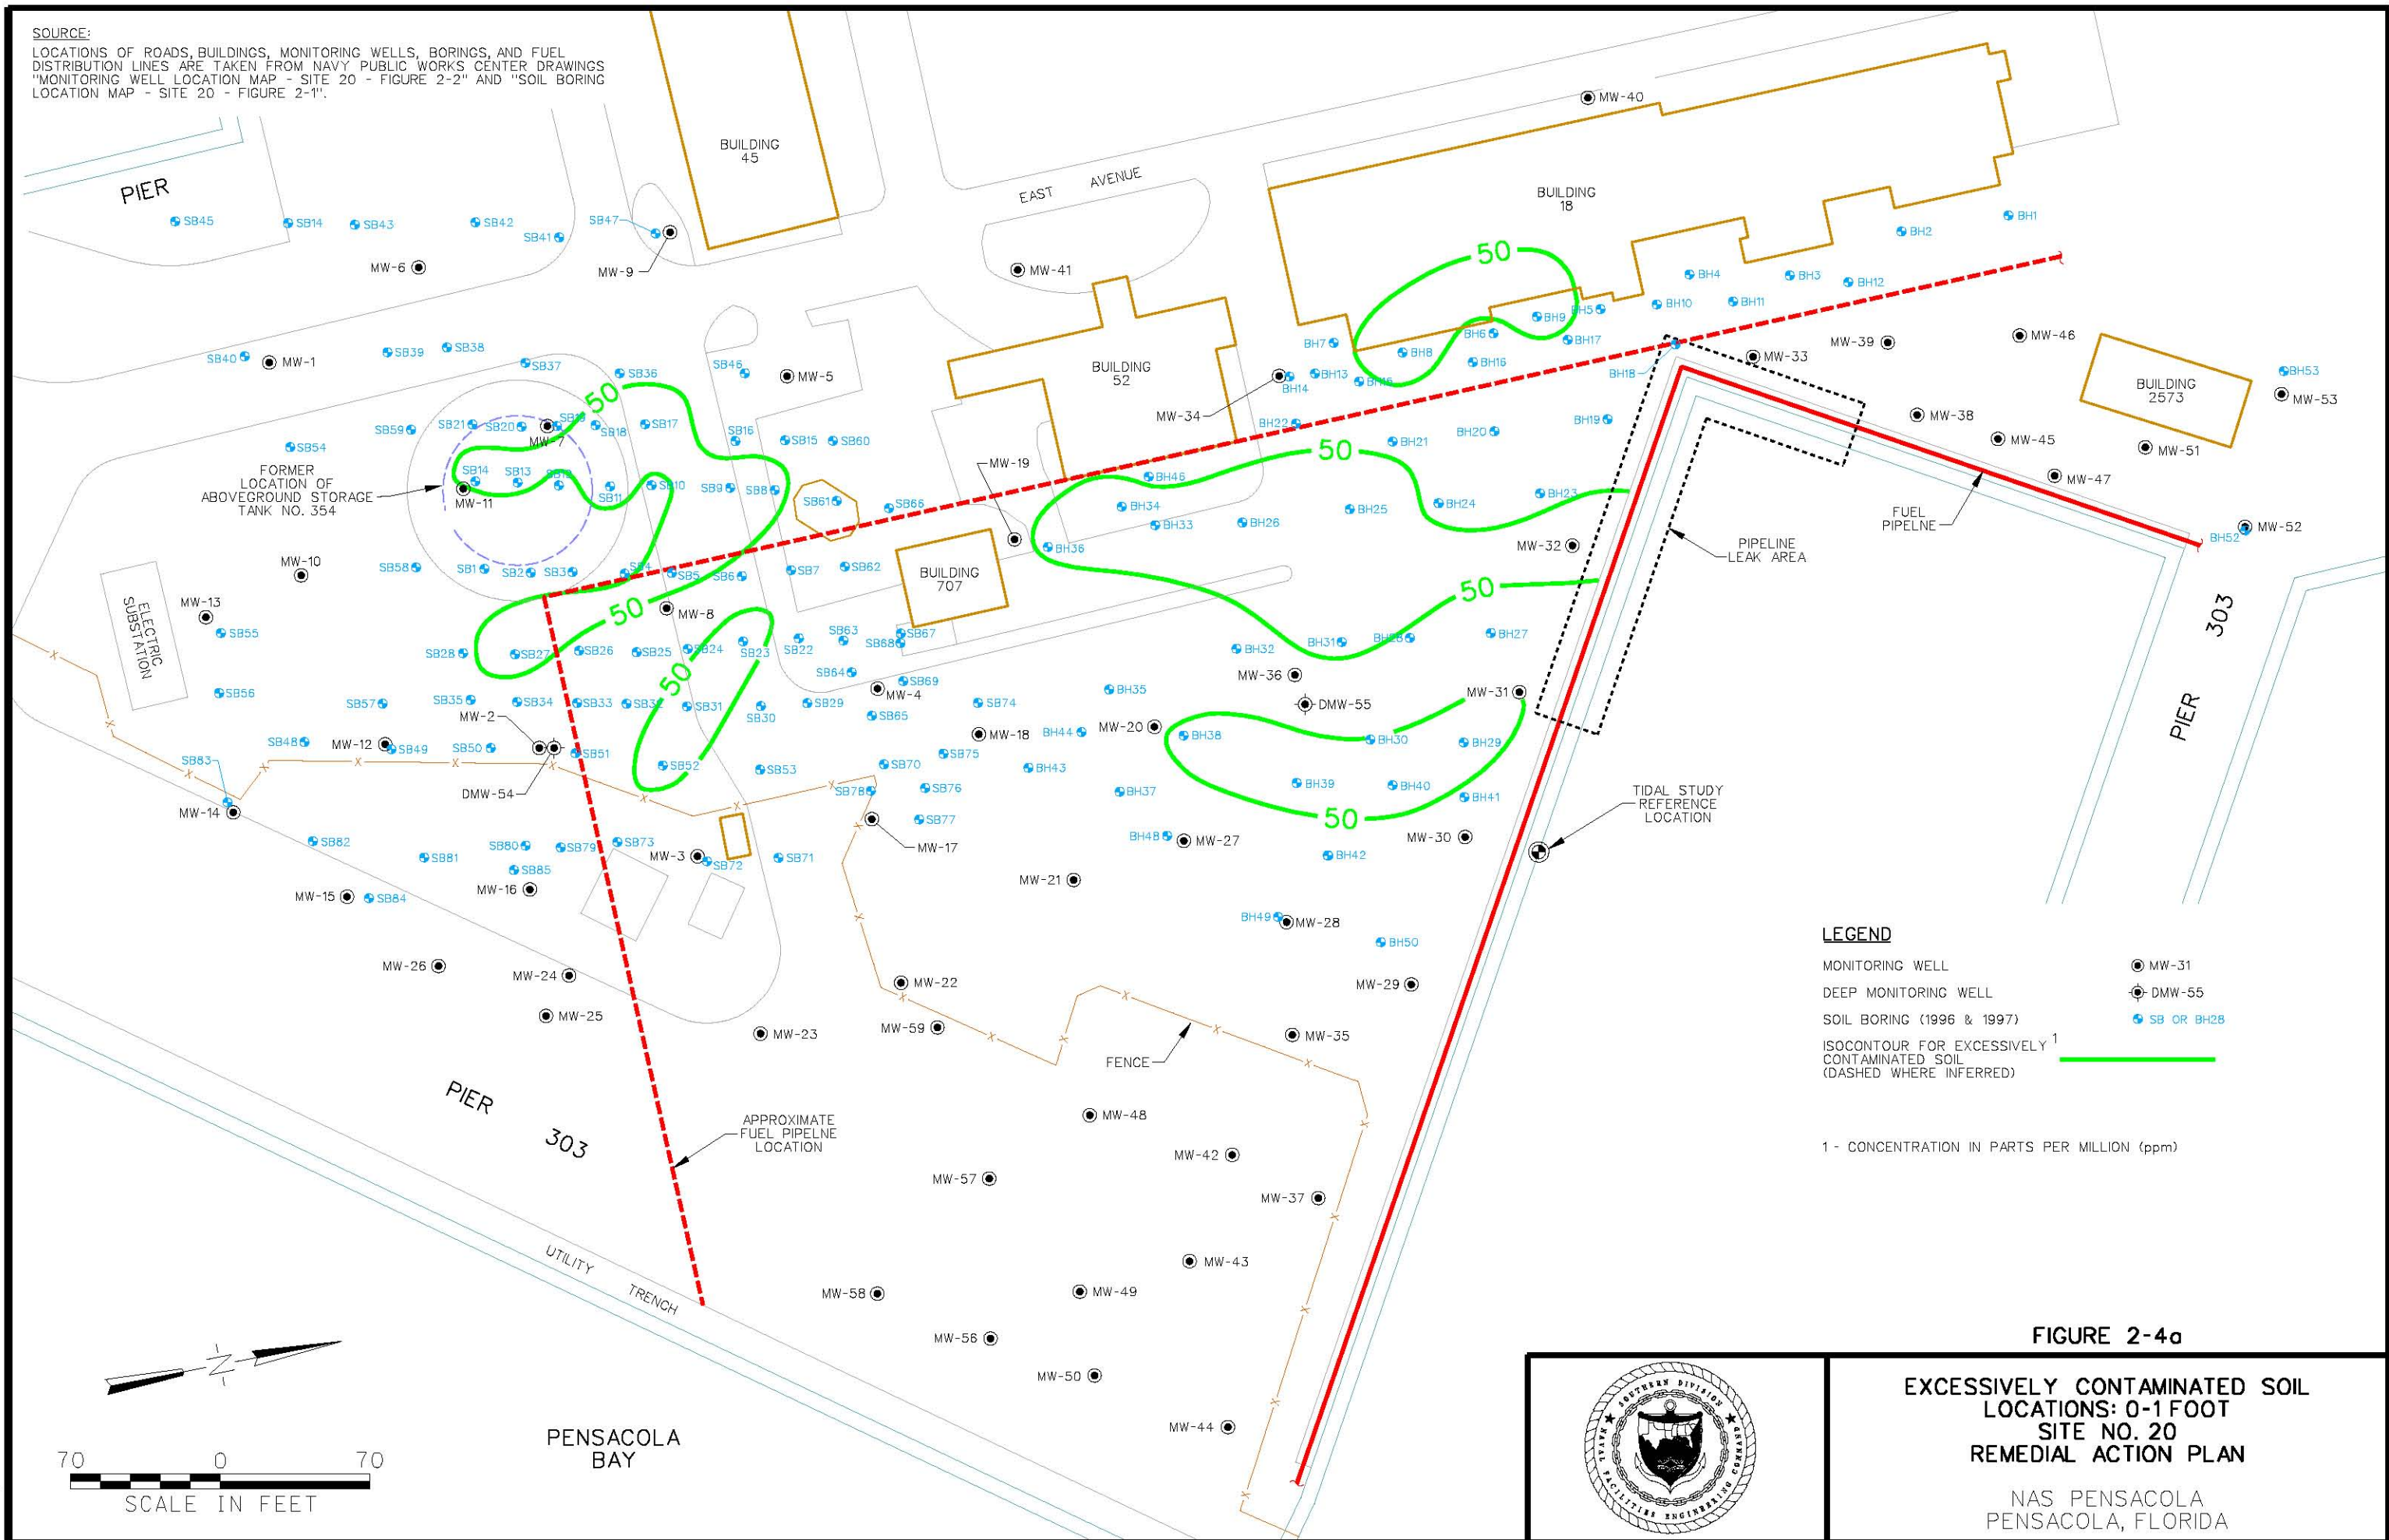 SOURCE:
LOCATIONS OF ROADS, BUILDINGS, MONITORING WELLS, BORINGS, AND FUEL
DISTRIBUTION LINES ARE TAKEN FROM NAVY PUBLIC WORKS CENTER DRAWINGS
"MONITORING WELL LOCATION MAP - SITE 20 - FIGURE 2-2" AND "SOIL BORING
LOCATION MAP - SITE 20 - FIGURE 2-1".
PIER
BUILDING
45
EAST AVENUE
BUILDING
18
MW-40
SB45
SB14
SB43
SB42
SB41
SB47
MW-6
MW-9
MW-41
50
BH1
BH2
BH4
BH3
BH12
BH10
BH11
BH5
BH9
BH6
BH17
BH7
BH8
BH16
BH13
BH15
BH14
BH18
MW-33
MW-39
MW-46
BUILDING
2573
BH53
MW-53
SB40
MW-1
SB39
SB38
SB37
SB36
SB46
MW-5
BUILDING
52
MW-34
BH22
BH21
BH20
BH19
MW-38
MW-45
MW-51
MW-47
50
SB59
SB21
SB20
SB19
MW-7
SB18
SB17
SB16
SB15
SB60
SB54
FORMER
LOCATION OF
ABOVEGROUND STORAGE
TANK NO. 354
SB14
SB13
SB11
SB10
SB9
SB8
SB61
SB66
MW-11
MW-19
BH46
BH34
BH33
BH26
BH25
BH24
BH23
50
BH36
MW-32
PIPELINE
LEAK AREA
FUEL
PIPELNE
MW-52
BH52
MW-10
SB58
SB1
SB2
SB3
SB4
SB5
SB6
SB7
SB62
BUILDING
707
50
MW-13
ELECTRIC
SUBSTATION
SB55
50
MW-8
PIER 303
SB28
SB27
SB26
SB25
SB24
SB23
SB22
SB63
SB67
SB68
BH32
BH31
BH28
BH27
SB56
SB57
SB35
SB34
SB33
SB32
SB31
SB30
SB29
SB64
SB69
MW-4
SB65
SB74
BH35
MW-36
DMW-55
MW-31
50
MW-2
SB48
MW-12
SB49
SB50
SB51
DMW-54
SB52
SB53
SB70
SB75
MW-18
BH44
MW-20
BH38
BH30
BH29
SB83
MW-14
SB78
SB76
BH43
BH37
BH39
BH40
BH41
50
TIDAL STUDY
REFERENCE
LOCATION
SB82
SB81
SB80
SB79
SB73
SB85
MW-16
MW-3
SB72
SB71
SB77
MW-17
BH48
MW-27
BH42
MW-30
MW-15
SB84
MW-21
BH49
MW-28
BH50
MW-26
MW-24
MW-25
MW-23
MW-22
MW-59
MW-29
MW-35
FENCE
LEGEND
MONITORING WELL MW-31
DEEP MONITORING WELL DMW-55
SOIL BORING (1996 & 1997) SB OR BH28
ISOCONTOUR FOR EXCESSIVELY 1
CONTAMINATED SOIL
(DASHED WHERE INFERRED)
1 - CONCENTRATION IN PARTS PER MILLION (ppm)
PIER 303
APPROXIMATE
FUEL PIPELNE
LOCATION
MW-48
MW-42
MW-57
MW-37
UTILITY TRENCH
MW-43
MW-58
MW-49
MW-56
MW-50
MW-44
N
70 0 70
SCALE IN FEET
PENSACOLA
BAY
FIGURE 2-4a
SOUTHERN DIVISION
NAVAL FACILITIES ENGINEERING COMMAND
EXCESSIVELY CONTAMINATED SOIL
LOCATIONS: 0-1 FOOT
SITE NO. 20
REMEDIAL ACTION PLAN
NAS PENSACOLA
PENSACOLA, FLORIDA